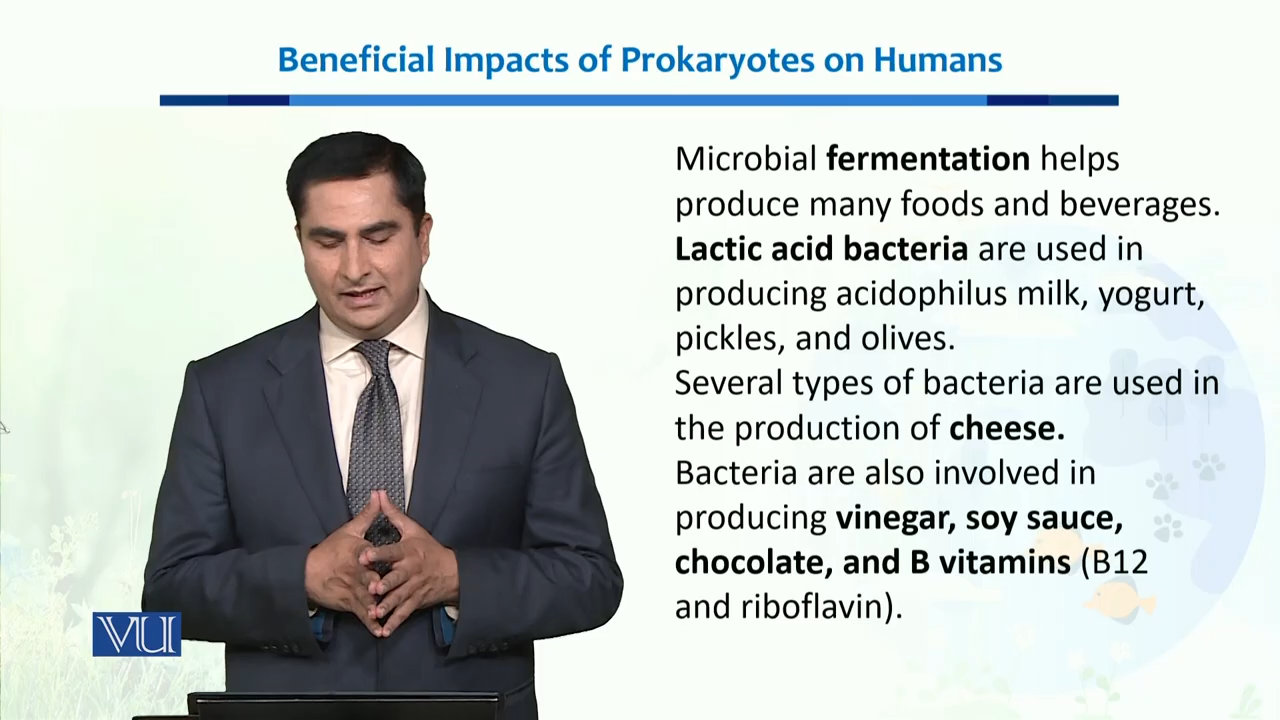 Beneficial Impacts of Prokaryotes on Humans
Microbial fermentation helps
produce many foods and beverages.
Lactic acid bacteria are used in
producing acidophilus milk, yogurt,
pickles, and olives.
Several types of bacteria are used in
the production of cheese.
Bacteria are also involved in
producing vinegar, soy sauce,
chocolate, and B vitamins (B12
and riboflavin).
VU